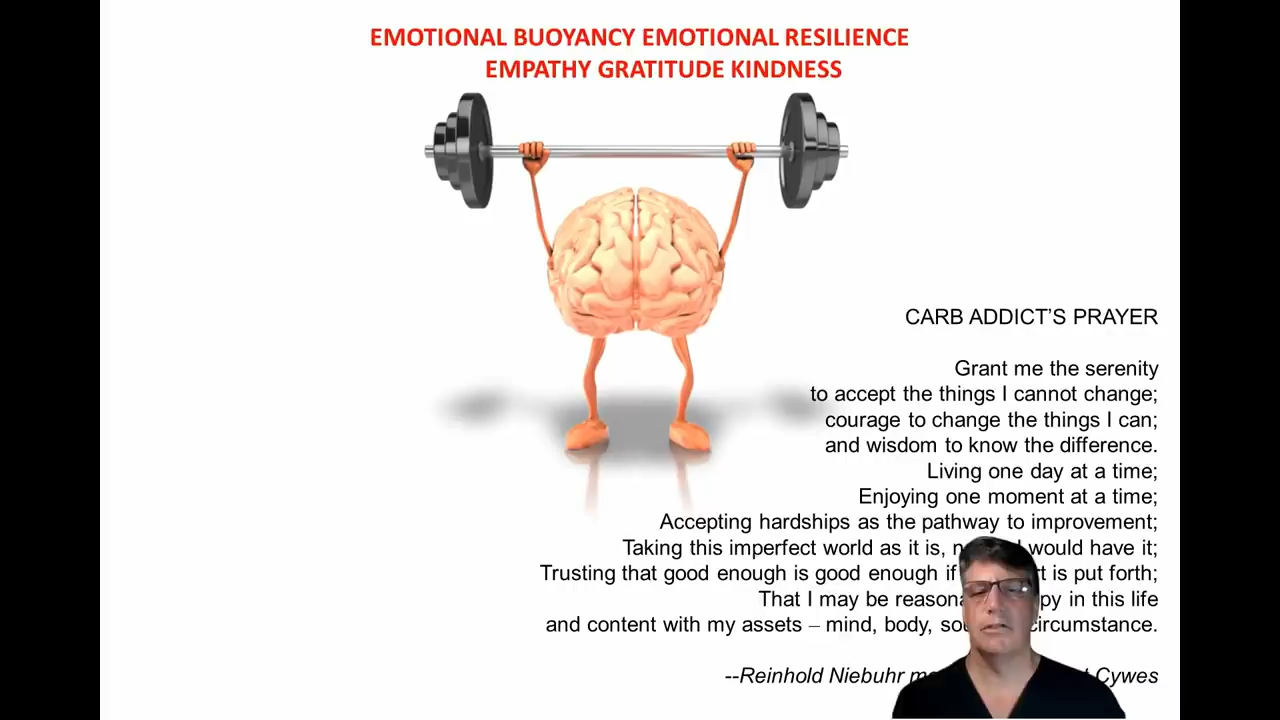 EMOTIONAL BUOYANCY EMOTIONAL RESILIENCE
EMPATHY GRATITUDE KINDNESS
CARB ADDICT’S PRAYER
Grant me the serenity
to accept the things I cannot change;
courage to change the things I can;
and wisdom to know the difference.
Living one day at a time;
Enjoying one moment at a time;
Accepting hardships as the pathway to improvement;
Taking this imperfect world as it is, would have it;
Trusting that good enough is good enough if is put forth;
That I may be in this life
and content with my assets – mind, body, circumstance.
--Reinhold Niebuhr Cywes